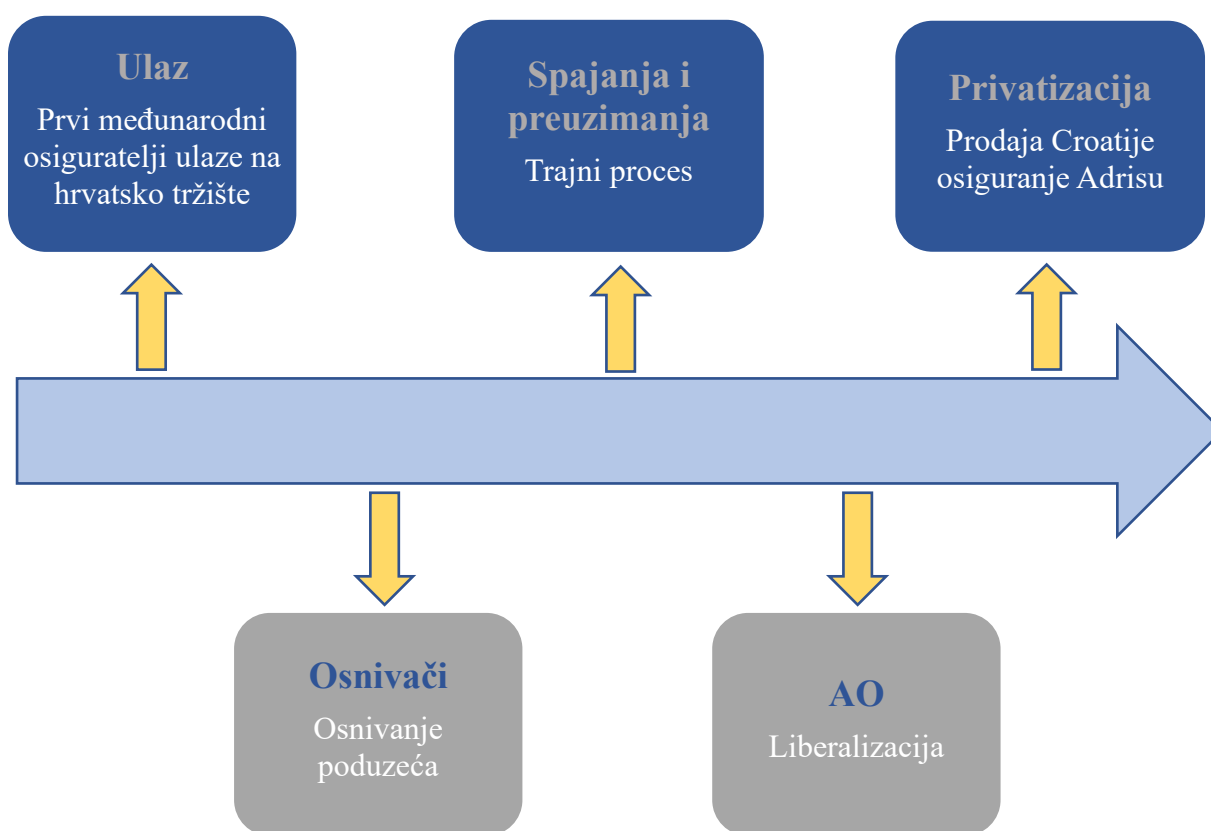 Ulaz
Prvi međunarodni
osiguratelji ulaze na
hrvatsko tržište
Spajanja i
preuzimanja
Trajni proces
Privatizacija
Prodaja Croatije
osiguranje Adrisu
Osnivači
Osnivanje
poduzeća
AO
Liberalizacija